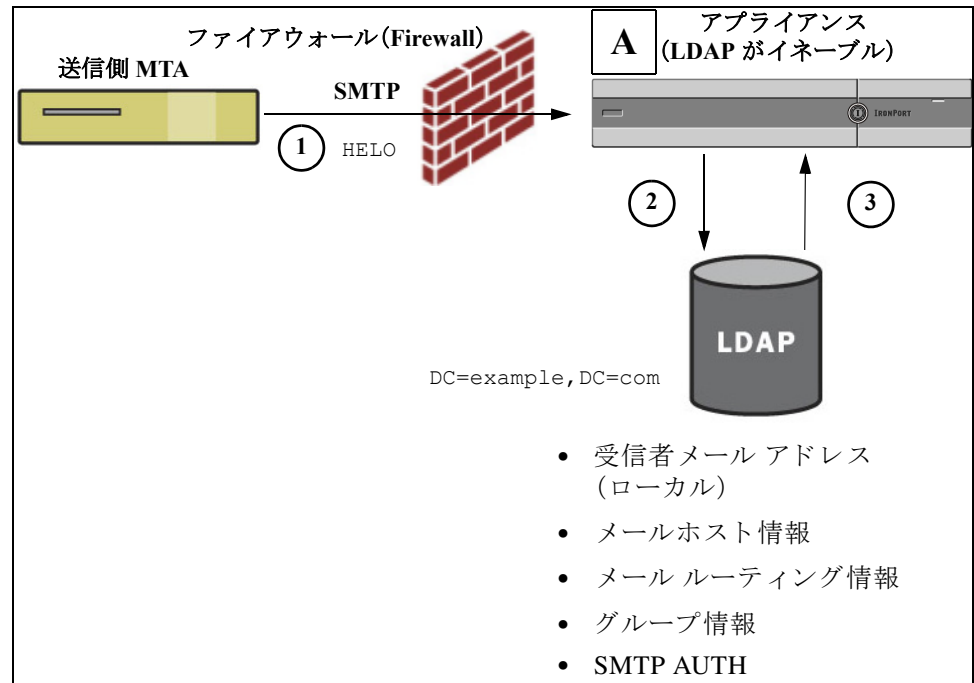 ファイアウォール(Firewall)
アプライアンス
A
(LDAP がイネーブル)
送信側 MTA
SMTP
IRONPORT
1
HELO
2
3
LDAP
DC=example,DC=com
• 受信者メール アドレス
(ローカル)
• メールホスト情報
• メール ルーティング情報
• グループ情報
• SMTP AUTH